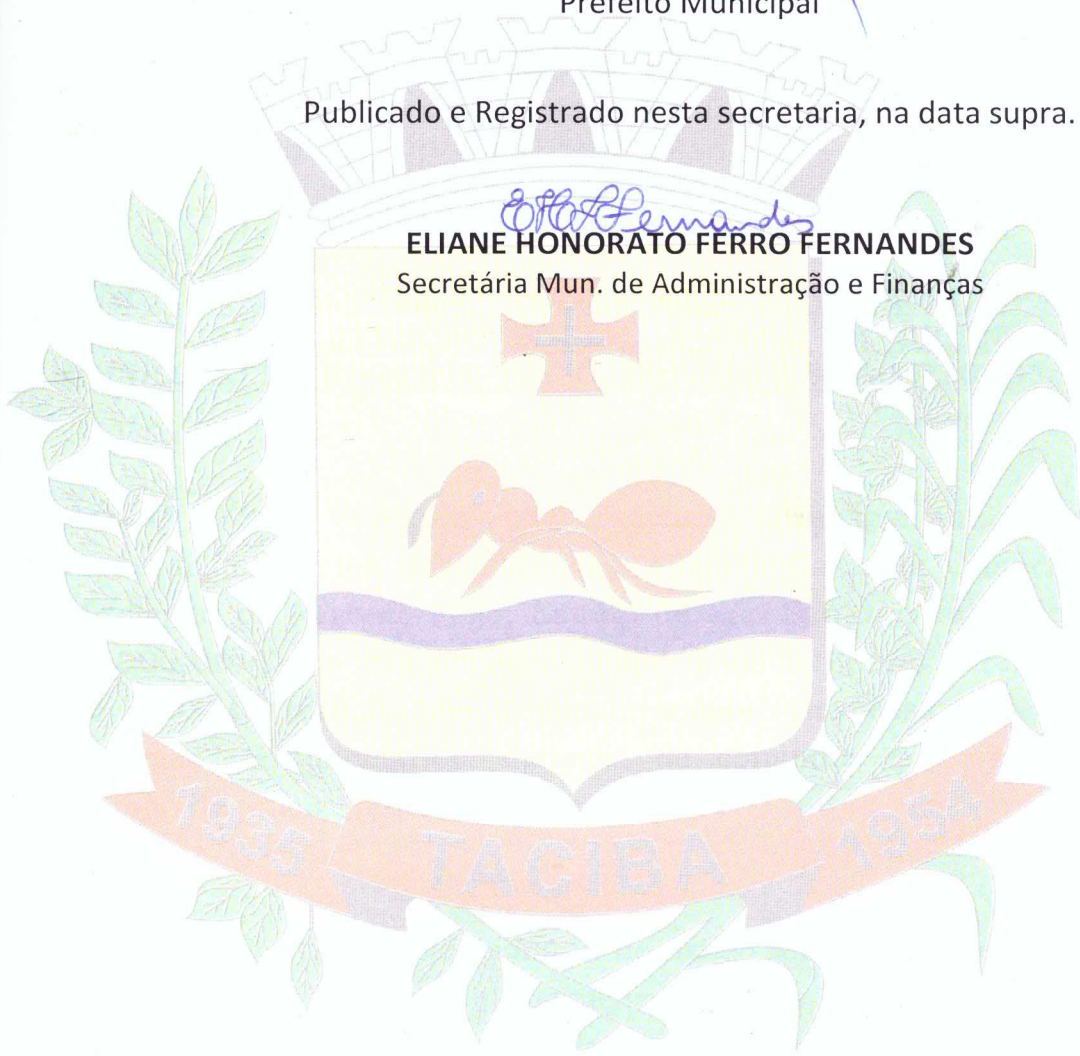 Prefeito Municipal
Publicado e Registrado nesta secretaria, na data supra.
EHFFernandes
ELIANE HONORATO FERRO FERNANDES
Secretária Mun. de Administração e Finanças
1935 TACIBA 1954